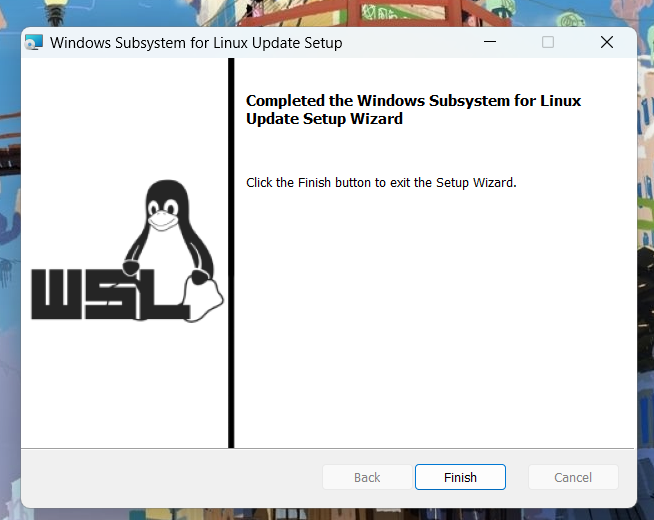 Windows Subsystem for Linux Update Setup
Completed the Windows Subsystem for Linux
Update Setup Wizard
Click the Finish button to exit the Setup Wizard.
WSL
Back
Finish
Cancel